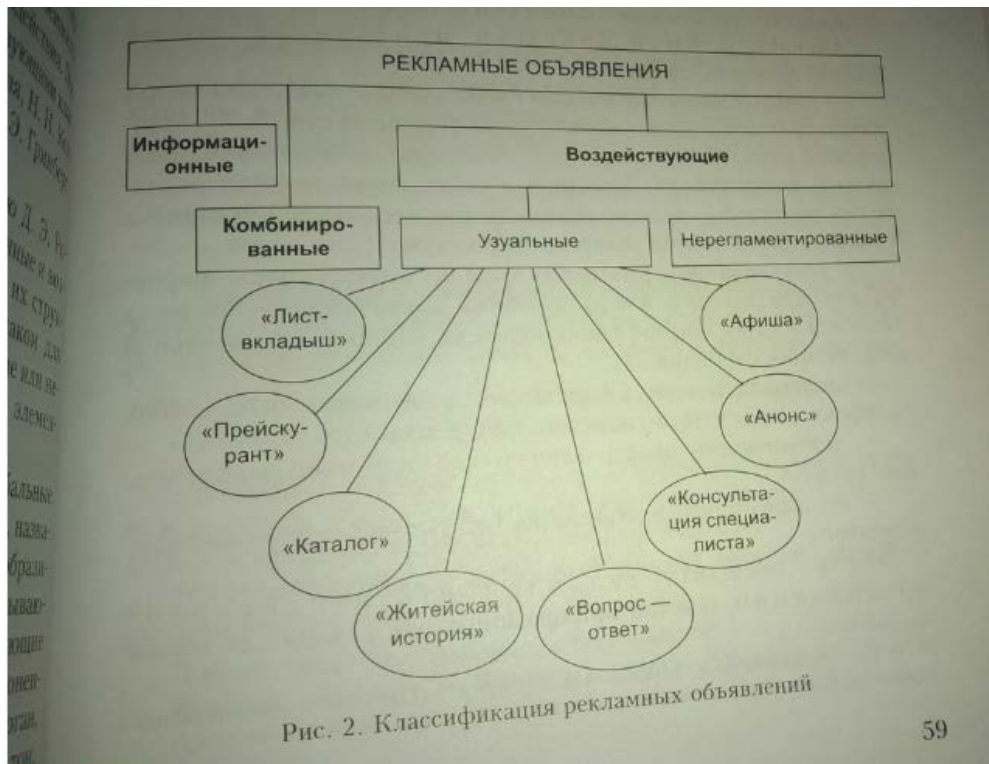 РЕКЛАМНЫЕ ОБЪЯВЛЕНИЯ
Информаци-
онные
Воздействующие
Комбиниро-
ванные
Узуальные
Нерегламентированные
«Лист-
вкладыш»
«Афиша»
«Прейску-
рант»
«Анонс»
«Каталог»
«Консульта-
ция специа-
листа»
«Житейская
история»
«Вопрос —
ответ»
Рис. 2. Классификация рекламных объявлений
59